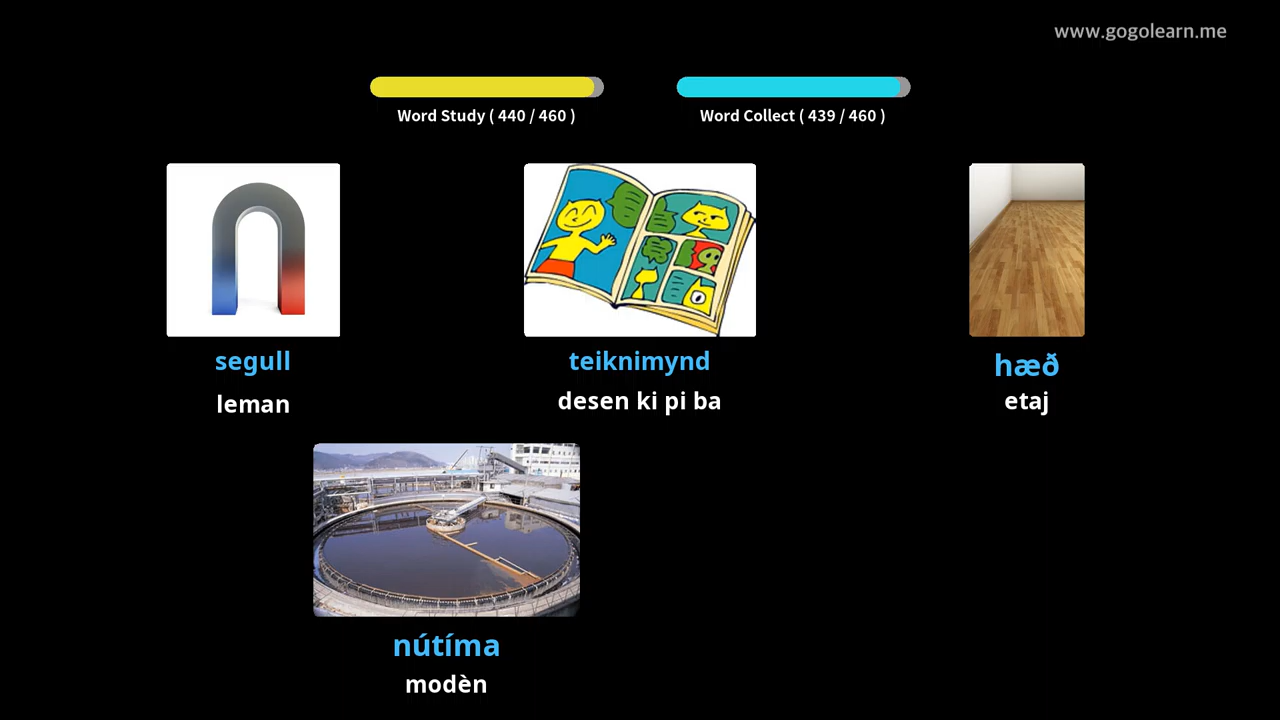 www.gogolearn.me
Word Study ( 440 / 460 )
Word Collect ( 439 / 460 )
segull
teiknimynd
hæð
leman
desen ki pi ba
etaj
nútíma
modèn